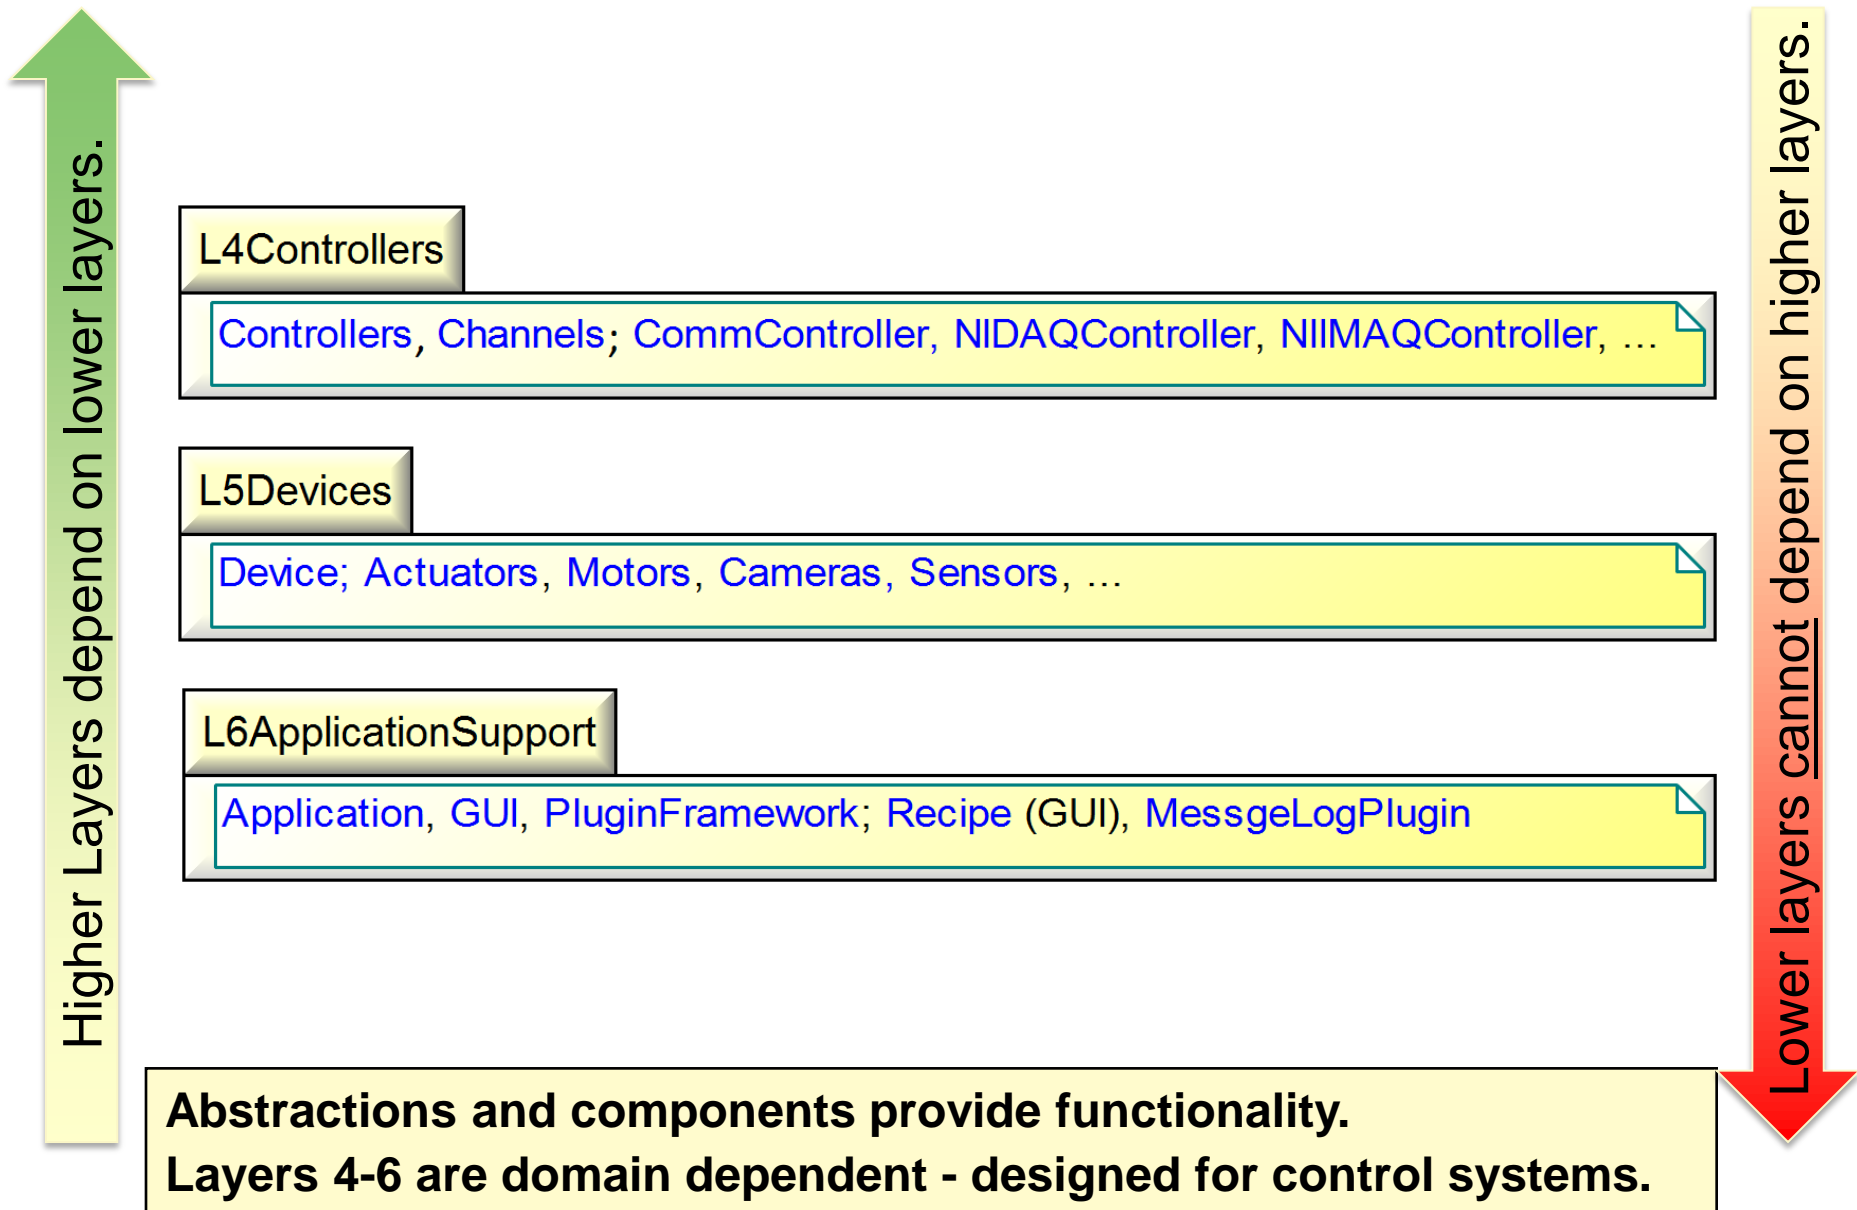 Higher Layers depend on lower layers.
L4Controllers
Controllers, Channels; CommController, NIDAQController, NIIMAQController, ...
L5Devices
Device; Actuators, Motors, Cameras, Sensors, ...
L6ApplicationSupport
Application, GUI, PluginFramework; Recipe (GUI), MessgeLogPlugin
Lower layers cannot depend on higher layers.
Abstractions and components provide functionality.
Layers 4-6 are domain dependent - designed for control systems.